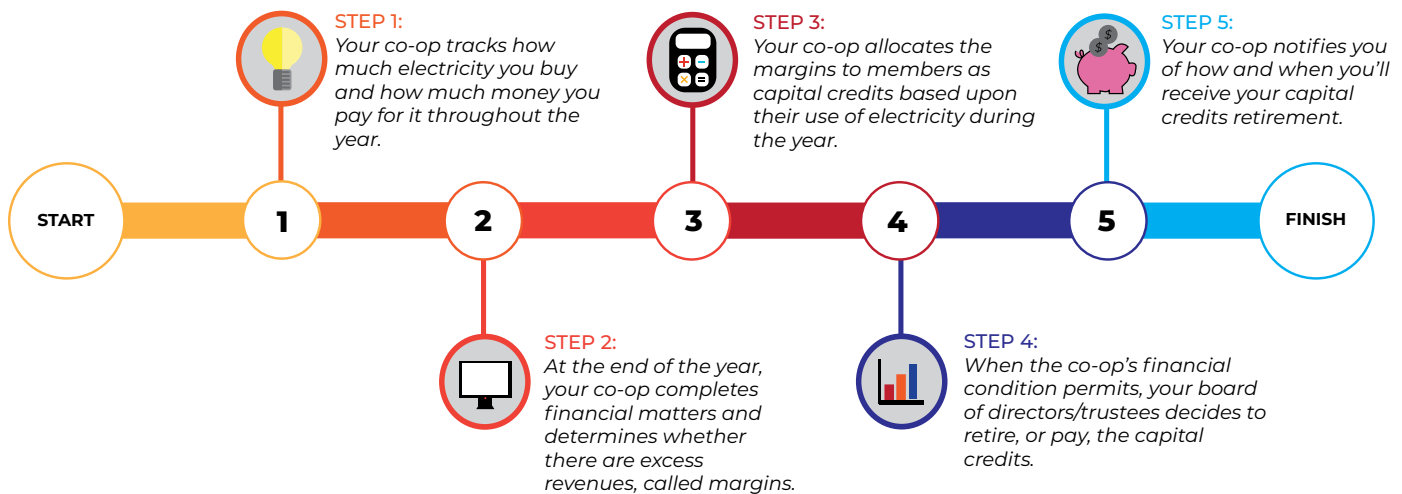 STEP 1:
Your co-op tracks how
much electricity you buy
and how much money you
pay for it throughout the
year.
STEP 3:
Your co-op allocates the
margins to members as
capital credits based upon
their use of electricity during
the year.
STEP 5:
Your co-op notifies you
of how and when you'll
receive your capital
credits retirement.
$
$
START
1
2
3
4
5
FINISH
STEP 2:
At the end of the year,
your co-op completes
financial matters and
determines whether
there are excess
revenues, called margins.
STEP 4:
When the co-op's financial
condition permits, your board
of directors/trustees decides to
retire, or pay, the capital
credits.